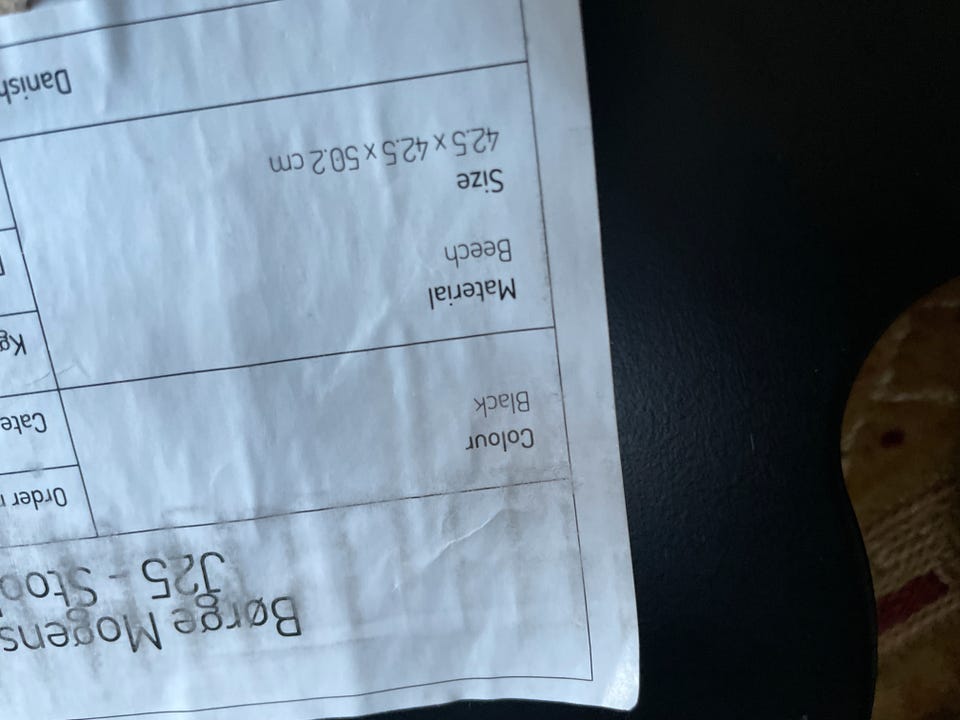 Børge Mogens
J25 - Stoo
Colour
Black
Order
Cate
Material
Beech
Kg
Size
42.5 x 42.5 x 50.2 cm
Danish